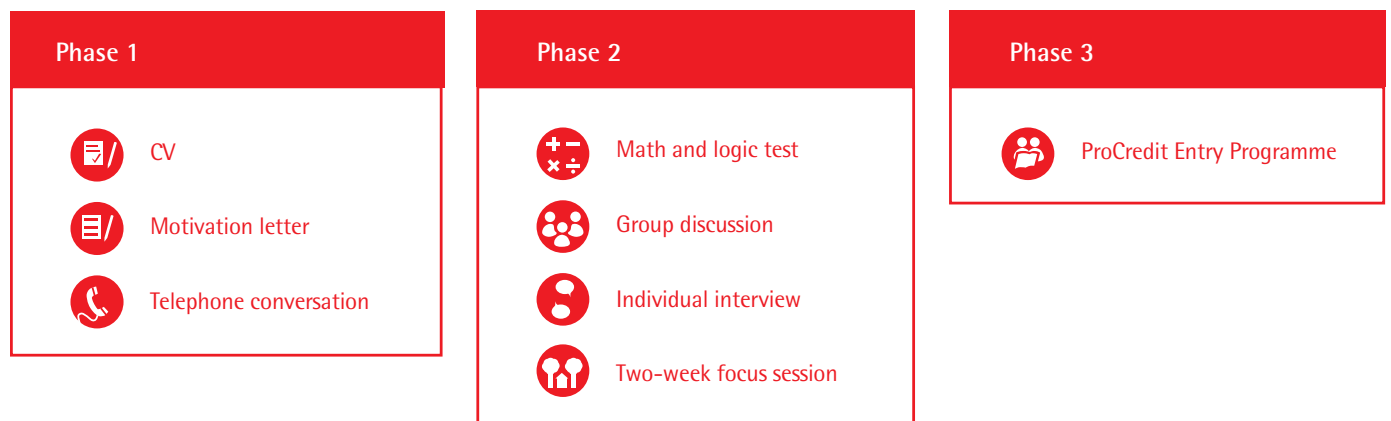 Phase 1
CV
Motivation letter
Telephone conversation
Phase 2
Math and logic test
Group discussion
Individual interview
Two-week focus session
Phase 3
ProCredit Entry Programme